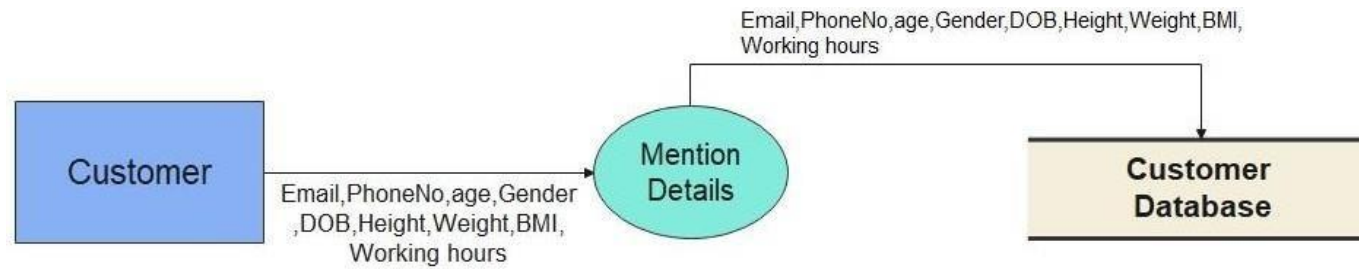 Email,PhoneNo,age,Gender,DOB,Height,Weight,BMI,
Working hours
Customer
Email,PhoneNo,age,Gender
,DOB,Height,Weight,BMI,
Working hours
Mention
Details
Customer
Database